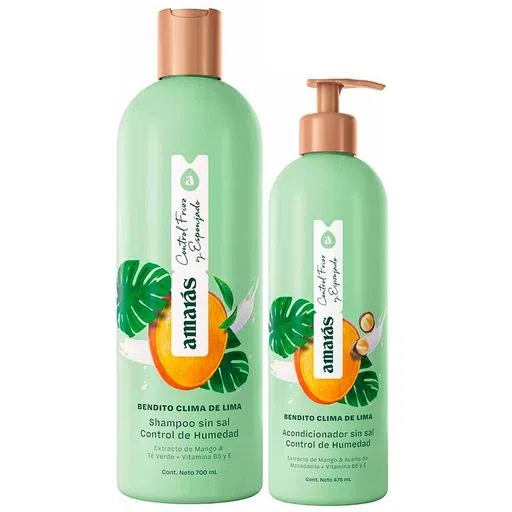 a
Control Frizz
y Esponjado
amarás
BENDITO CLIMA DE LIMA
Shampoo sin sal
Control de Humedad
Extracto de Mango &
Té Verde • Vitamina B5 y E
Cont. Neto 700 mL
a
Control Frizz
y Esponjado
amarás
BENDITO CLIMA DE LIMA
Acondicionador sin sal
Control de Humedad
Extracto de Mango & Aceite de
Macadamia • Vitamina B5 y E
Cont. Neto 475 mL